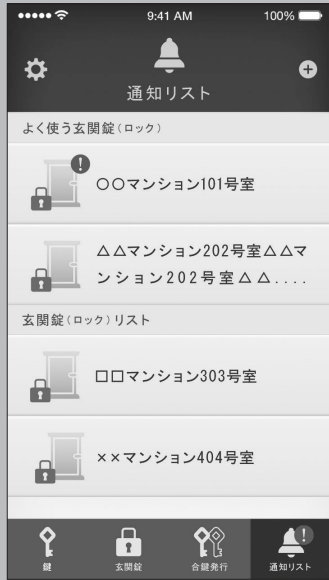 9:41 AM
100%
通知リスト
よく使う玄関錠(ロック)
○○マンション101号室
△△マンション202号室△△マ
ンション202号室△△....
玄関錠(ロック)リスト
□□マンション303号室
××マンション404号室
鍵
玄関錠
合鍵発行
通知リスト